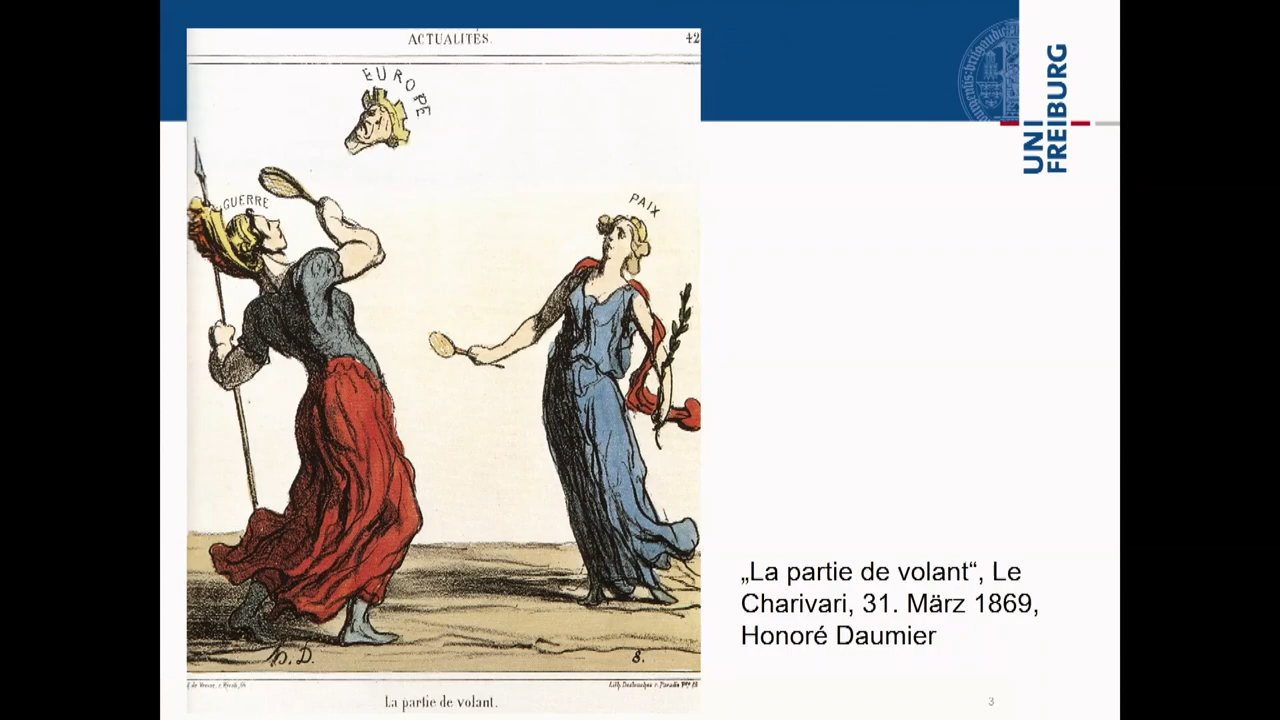 ACTUALITÉS.
42
EUROPE
GUERRE
PAIX
H. D.
8.
La partie de volant.
UNI
FREIBURG
„La partie de volant“, Le
Charivari, 31. März 1869,
Honoré Daumier
3